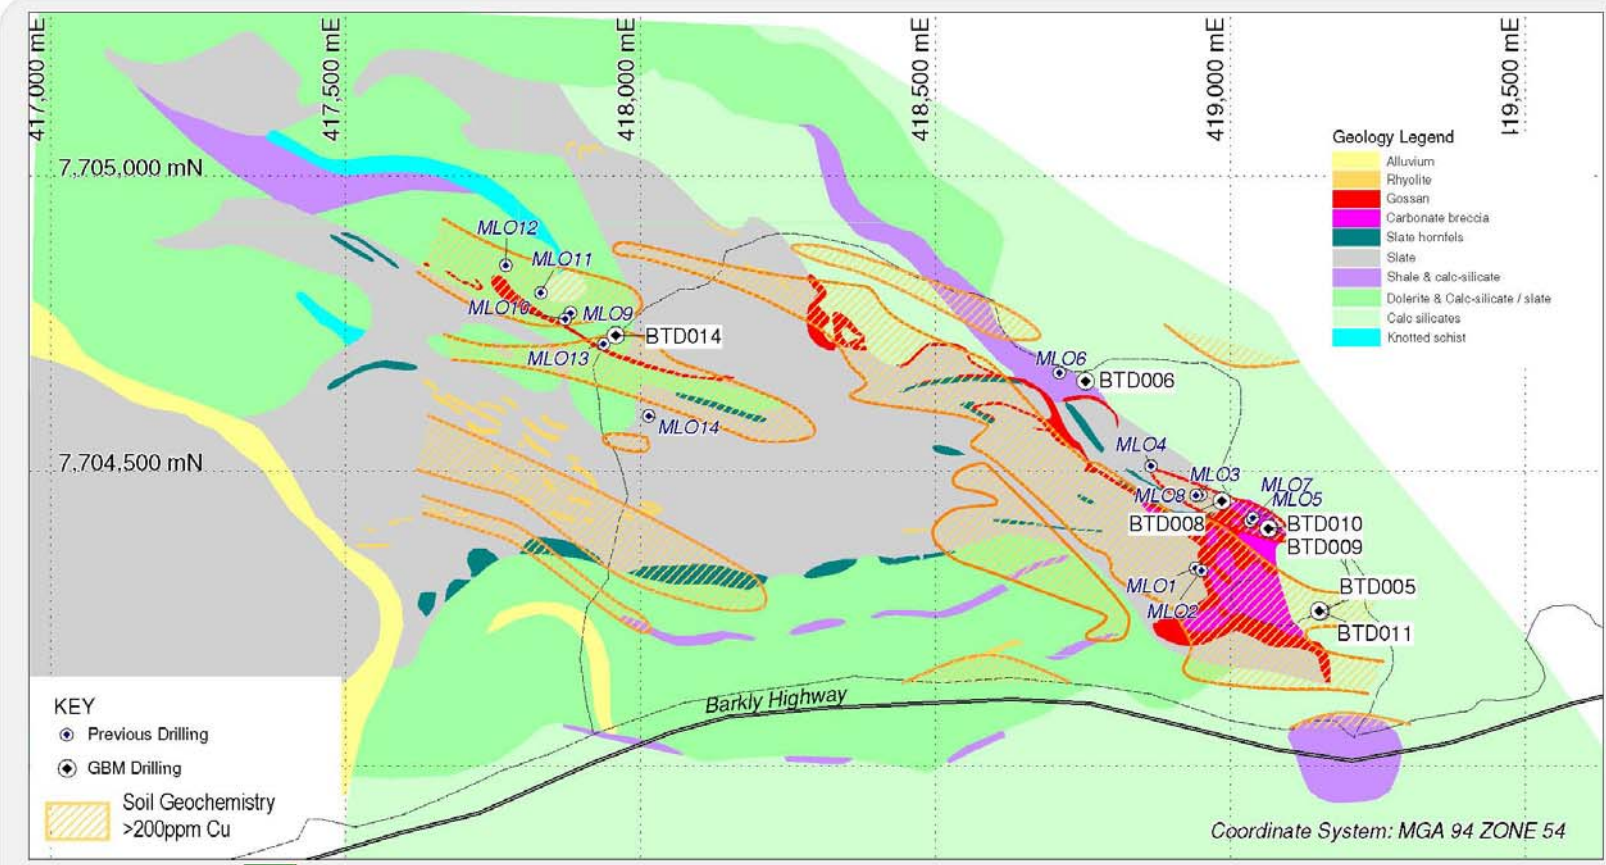 417,000 mE
417,500 mE
418,000 mE
418,500 mE
419,000 mE
419,500 mE
Geology Legend
Alluvium
Rhyolite
Gossan
Carbonate breccia
Slate hornfels
Slate
Shale & calc-silicate
Dolerite & Calc-silicate / slate
Calc silicates
Knotted schist
7,705,000 mN
MLO12
MLO11
MLO10
MLO9
BTD014
MLO13
MLO6
BTD006
MLO14
MLO4
7,704,500 mN
MLO3
MLO7
MLO8
MLO5
BTD008
BTD010
BTD009
MLO1
BTD005
MLO2
BTD011
Barkly Highway
KEY
Previous Drilling
GBM Drilling
Soil Geochemistry
>200ppm Cu
Coordinate System: MGA 94 ZONE 54